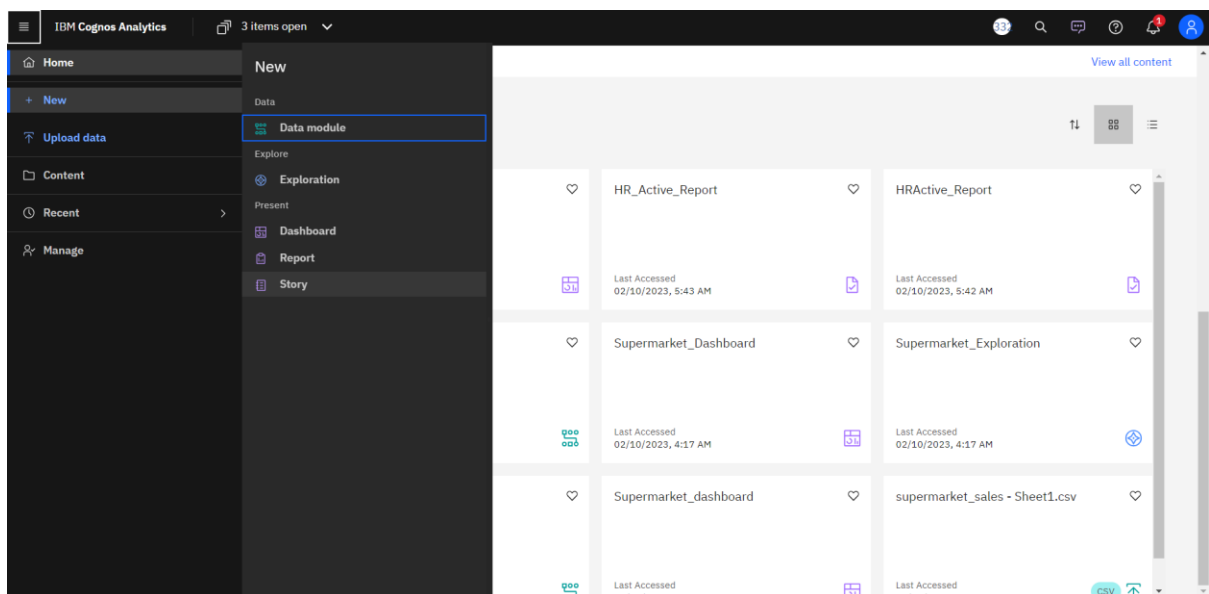 IBM Cognos Analytics
3 items open
Home
New
Upload data
Content
Recent
Manage
New
Data
Data module
Explore
Exploration
Present
Dashboard
Report
Story
View all content
HR_Active_Report
Last Accessed
02/10/2023, 5:43 AM
HRActive_Report
Last Accessed
02/10/2023, 5:42 AM
Supermarket_Dashboard
Last Accessed
02/10/2023, 4:17 AM
Supermarket_Exploration
Last Accessed
02/10/2023, 4:17 AM
Supermarket_dashboard
Last Accessed
supermarket_sales - Sheet1.csv
Last Accessed
CSV